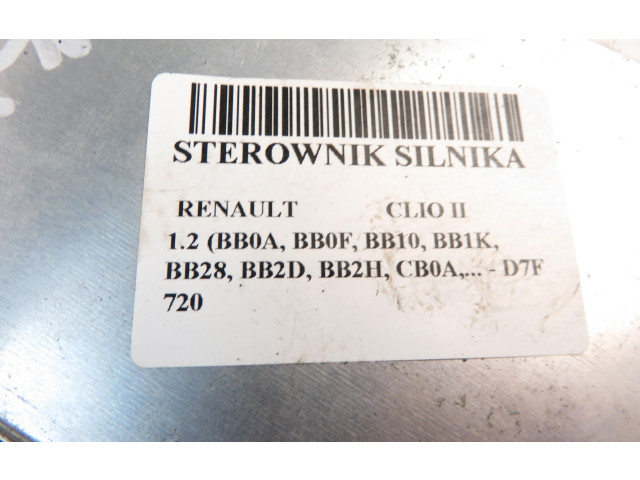 STEROWNIK SILNIKA
RENAULT CLIO II
1.2 (BB0A, BB0F, BB10, BB1K,
BB28, BB2D, BB2H, CB0A,... - D7F
720